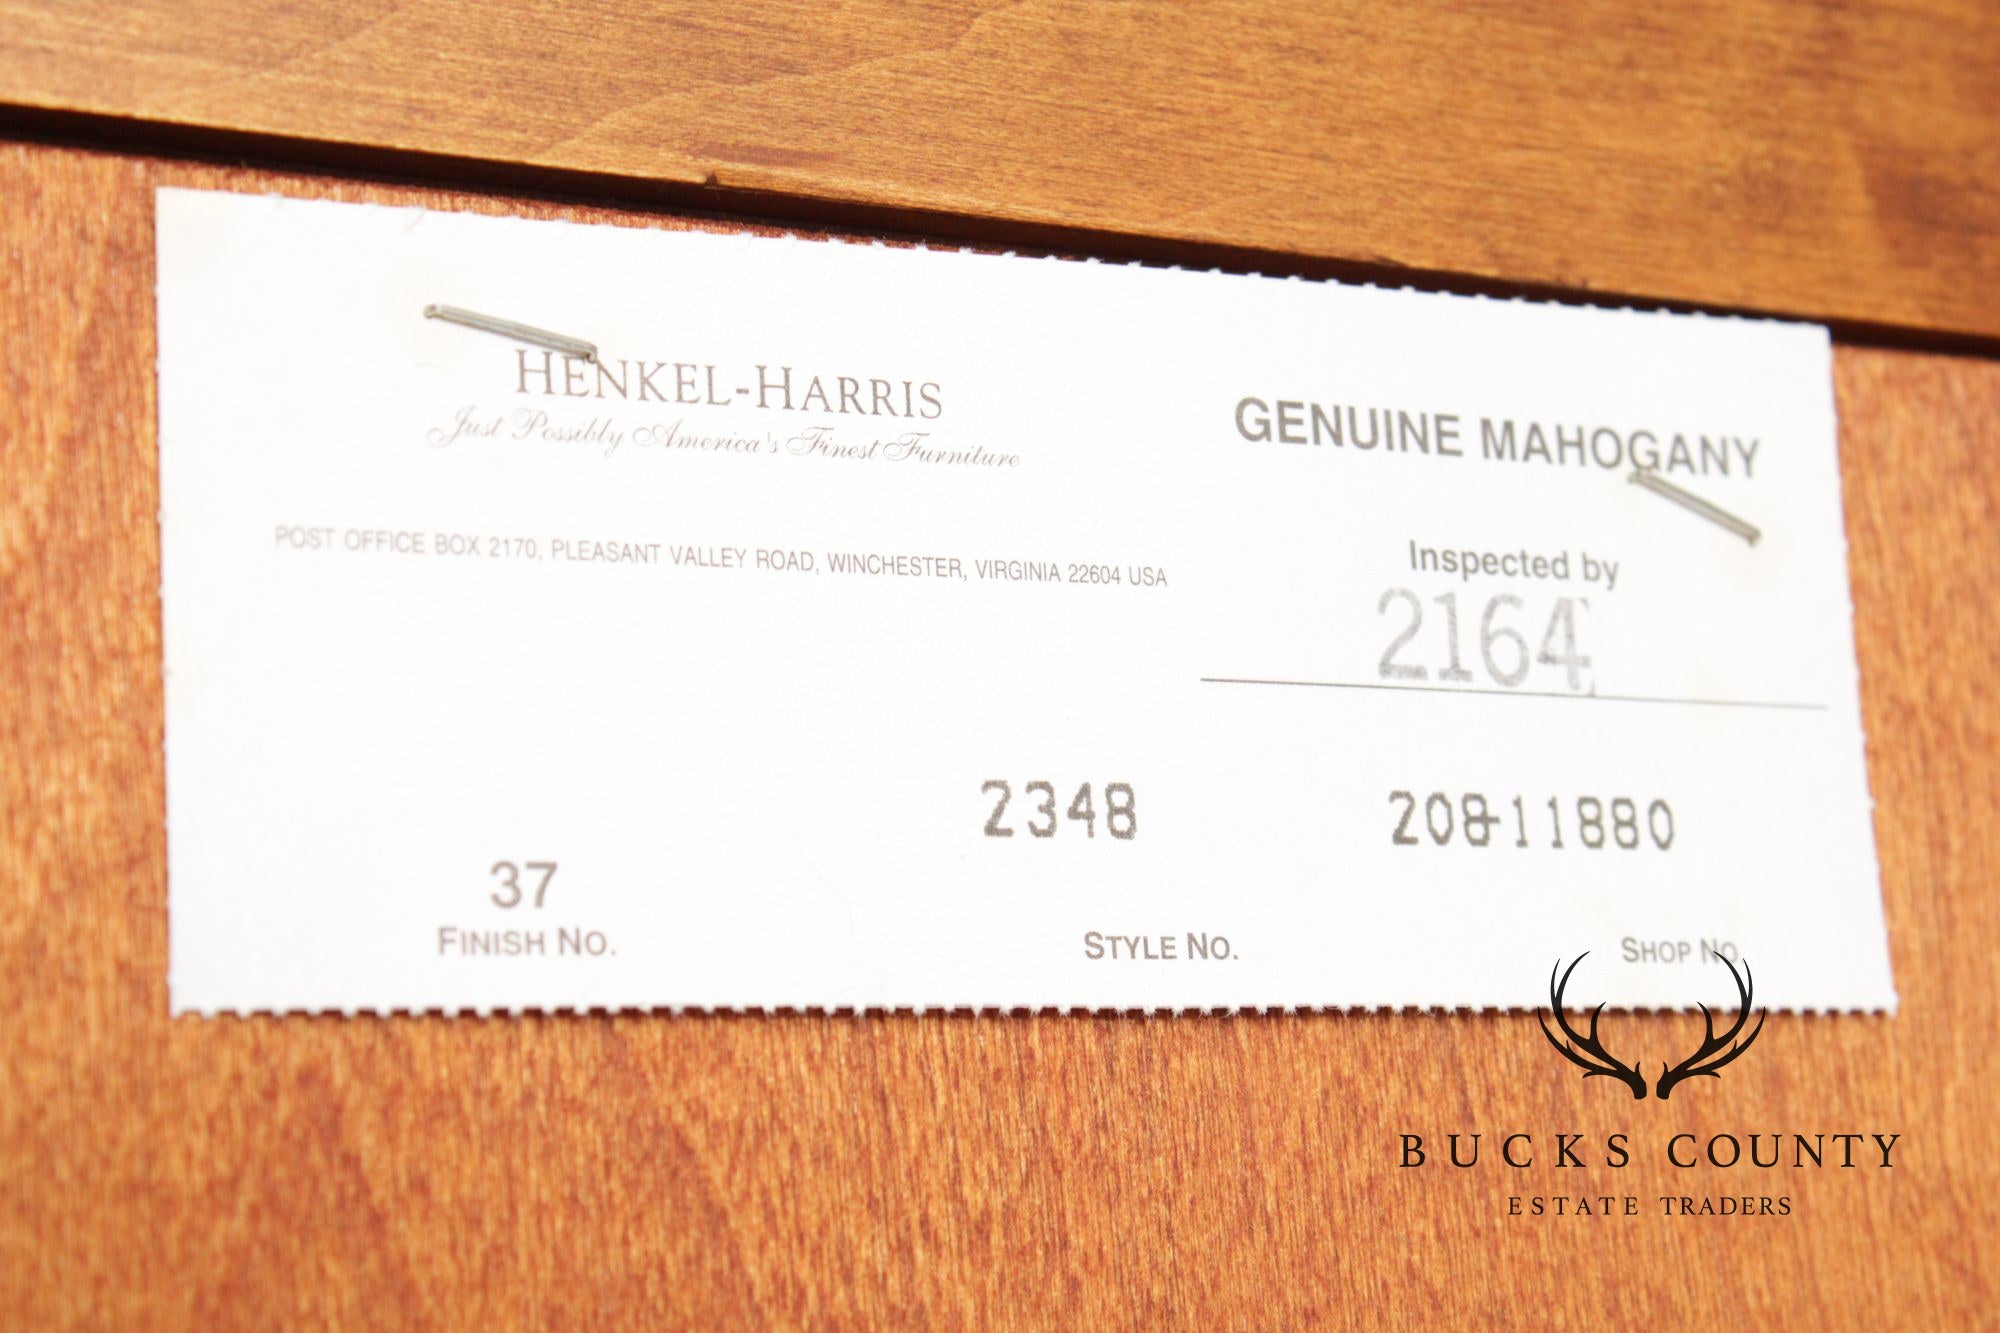 HENKEL-HARRIS
Just Possibly America's Finest Furniture
POST OFFICE BOX 2170, PLEASANT VALLEY ROAD, WINCHESTER, VIRGINIA 22604 USA
GENUINE MAHOGANY
Inspected by
2164
37
FINISH NO.
2348
STYLE NO.
208-11880
SHOP NO.
BUCKS COUNTY
ESTATE TRADERS